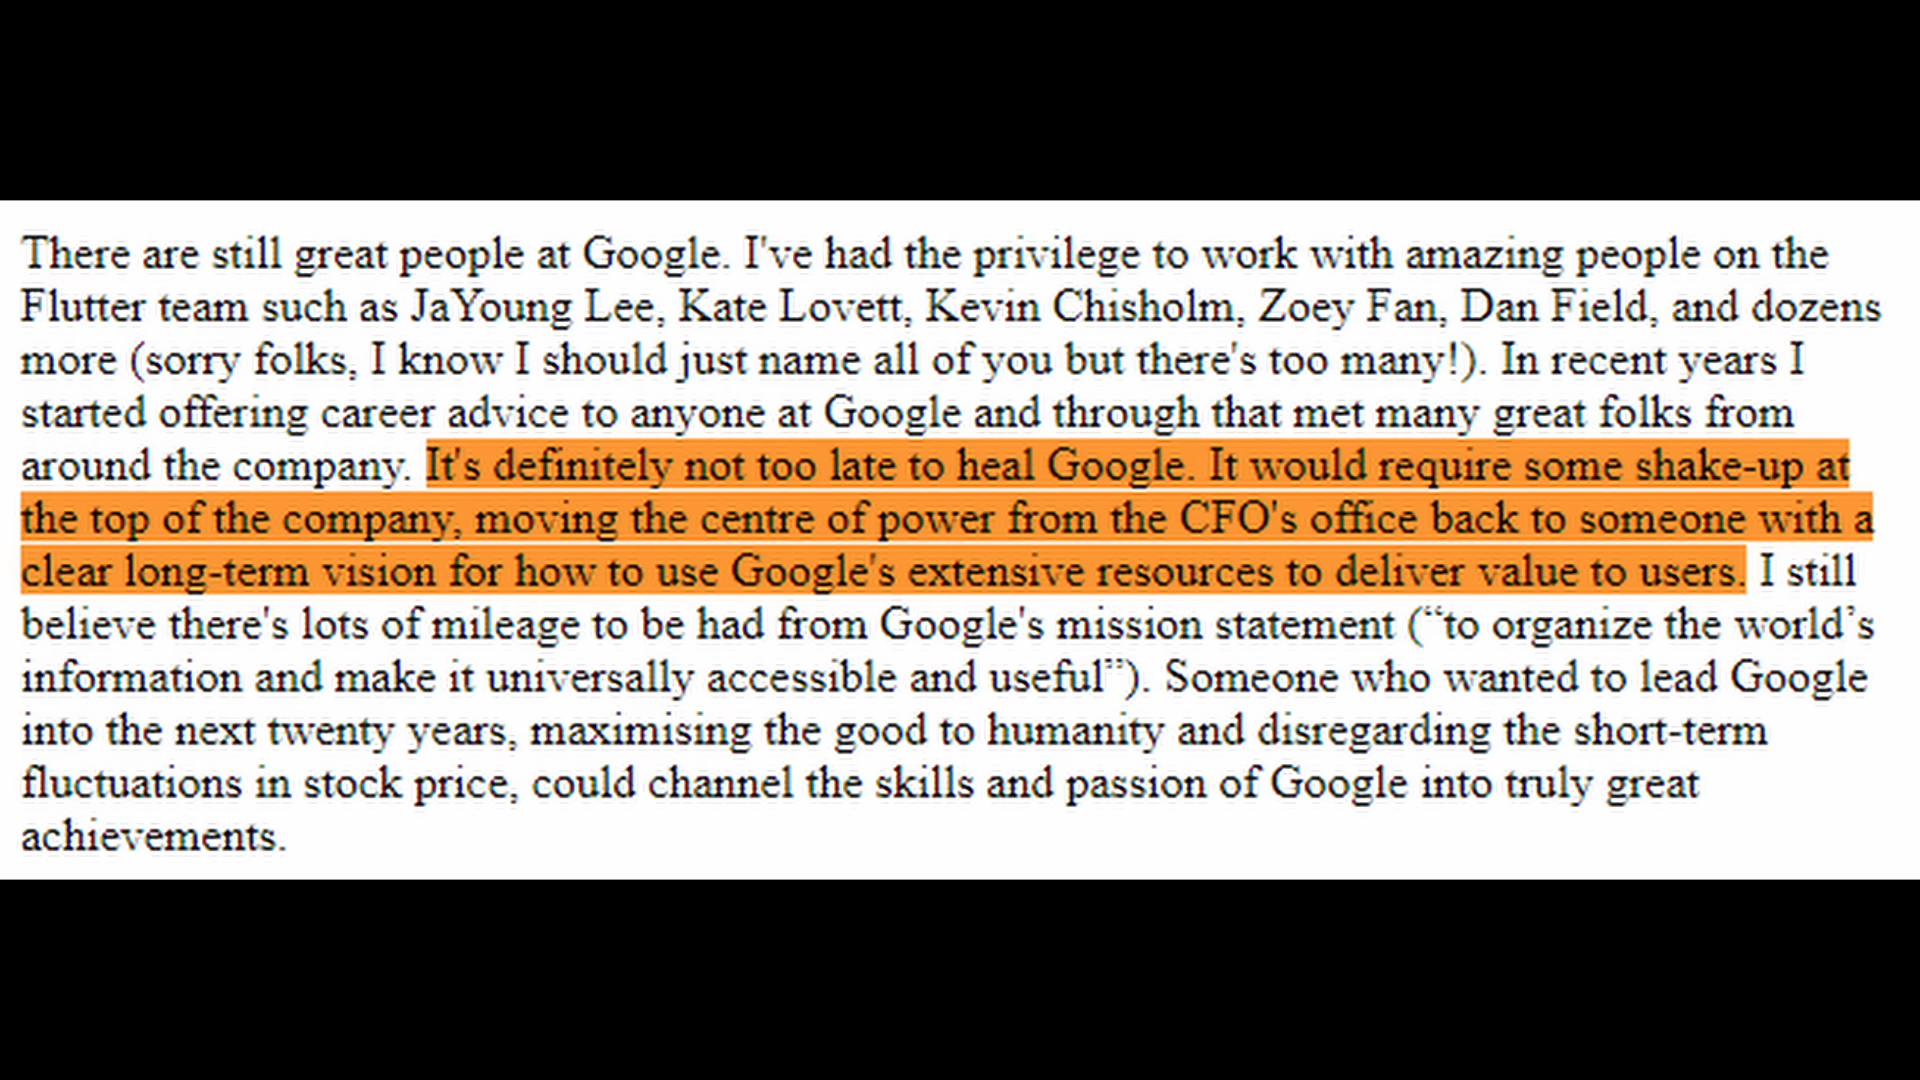 There are still great people at Google. I've had the privilege to work with amazing people on the
Flutter team such as JaYoung Lee, Kate Lovett, Kevin Chisholm, Zoey Fan, Dan Field, and dozens
more (sorry folks, I know I should just name all of you but there's too many!). In recent years I
started offering career advice to anyone at Google and through that met many great folks from
around the company. It's definitely not too late to heal Google. It would require some shake-up at
the top of the company, moving the centre of power from the CFO's office back to someone with a
clear long-term vision for how to use Google's extensive resources to deliver value to users. I still
believe there's lots of mileage to be had from Google's mission statement (“to organize the world’s
information and make it universally accessible and useful”). Someone who wanted to lead Google
into the next twenty years, maximising the good to humanity and disregarding the short-term
fluctuations in stock price, could channel the skills and passion of Google into truly great
achievements.